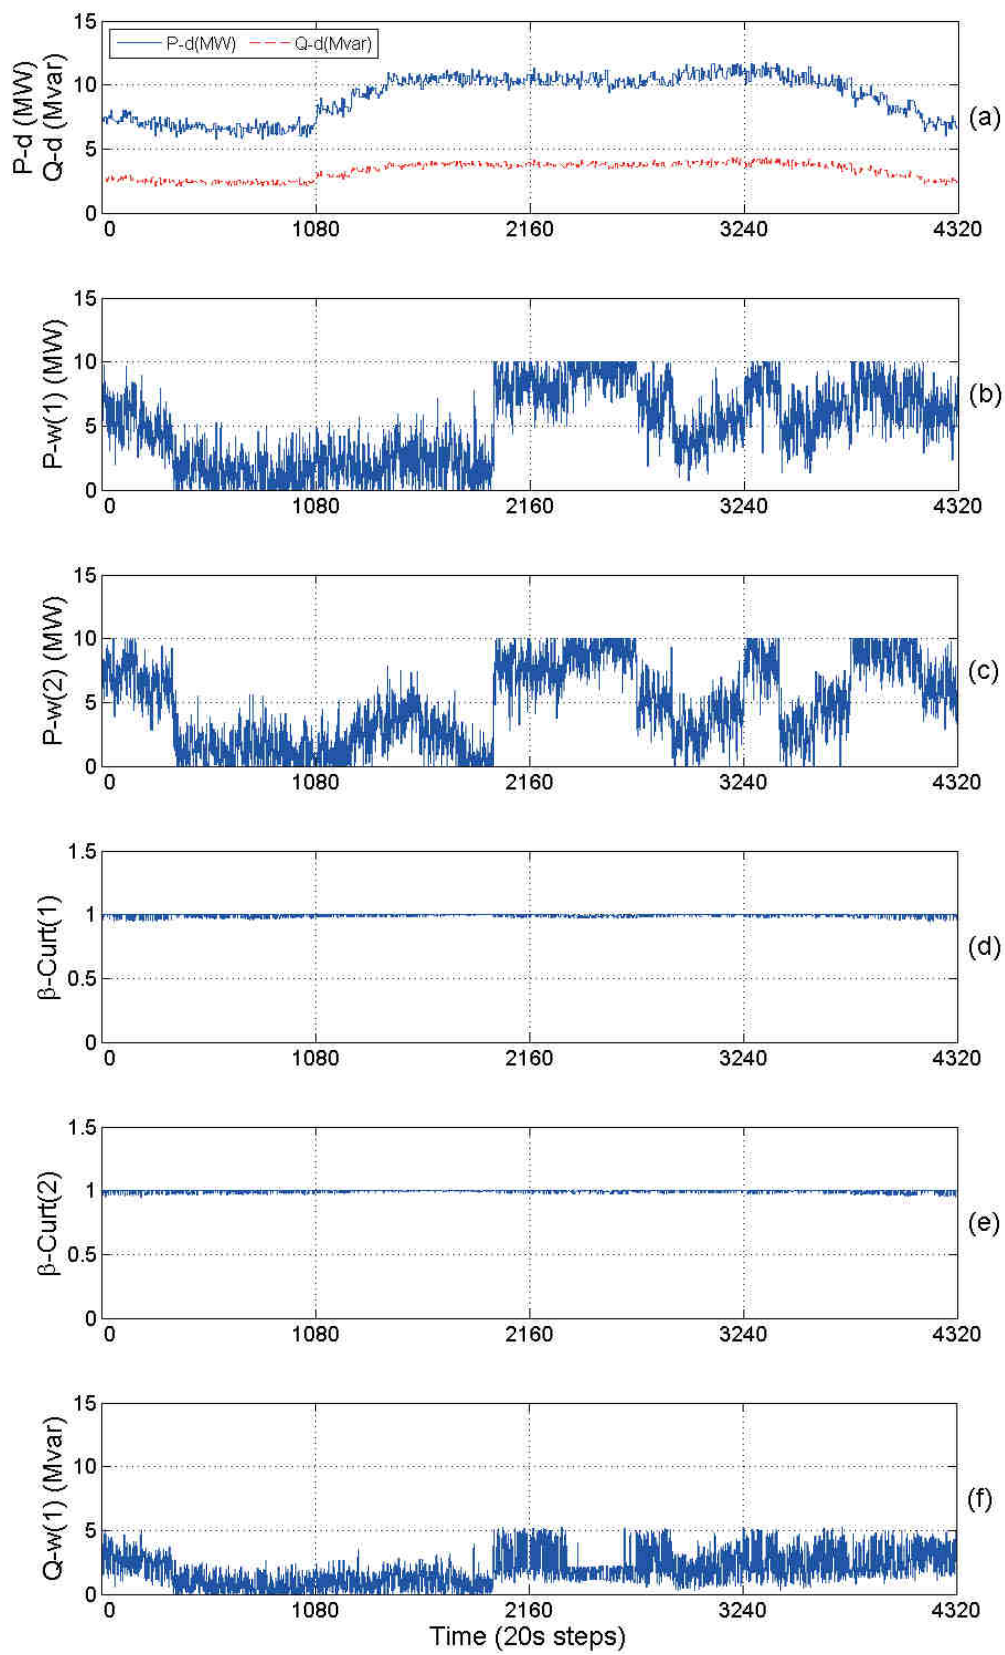 15
P-d(MW) Q-d(Mvar)
10
5
0
P-d (MW)
Q-d (Mvar)
(a)
0 1080 2160 3240 4320
15
10
5
0
P-w(1) (MW)
(b)
0 1080 2160 3240 4320
15
10
5
0
P-w(2) (MW)
(c)
0 1080 2160 3240 4320
1.5
1
0.5
0
β-Curt(1)
(d)
0 1080 2160 3240 4320
1.5
1
0.5
0
β-Curt(2)
(e)
0 1080 2160 3240 4320
15
10
5
0
Q-w(1) (Mvar)
(f)
0 1080 2160 3240 4320
Time (20s steps)